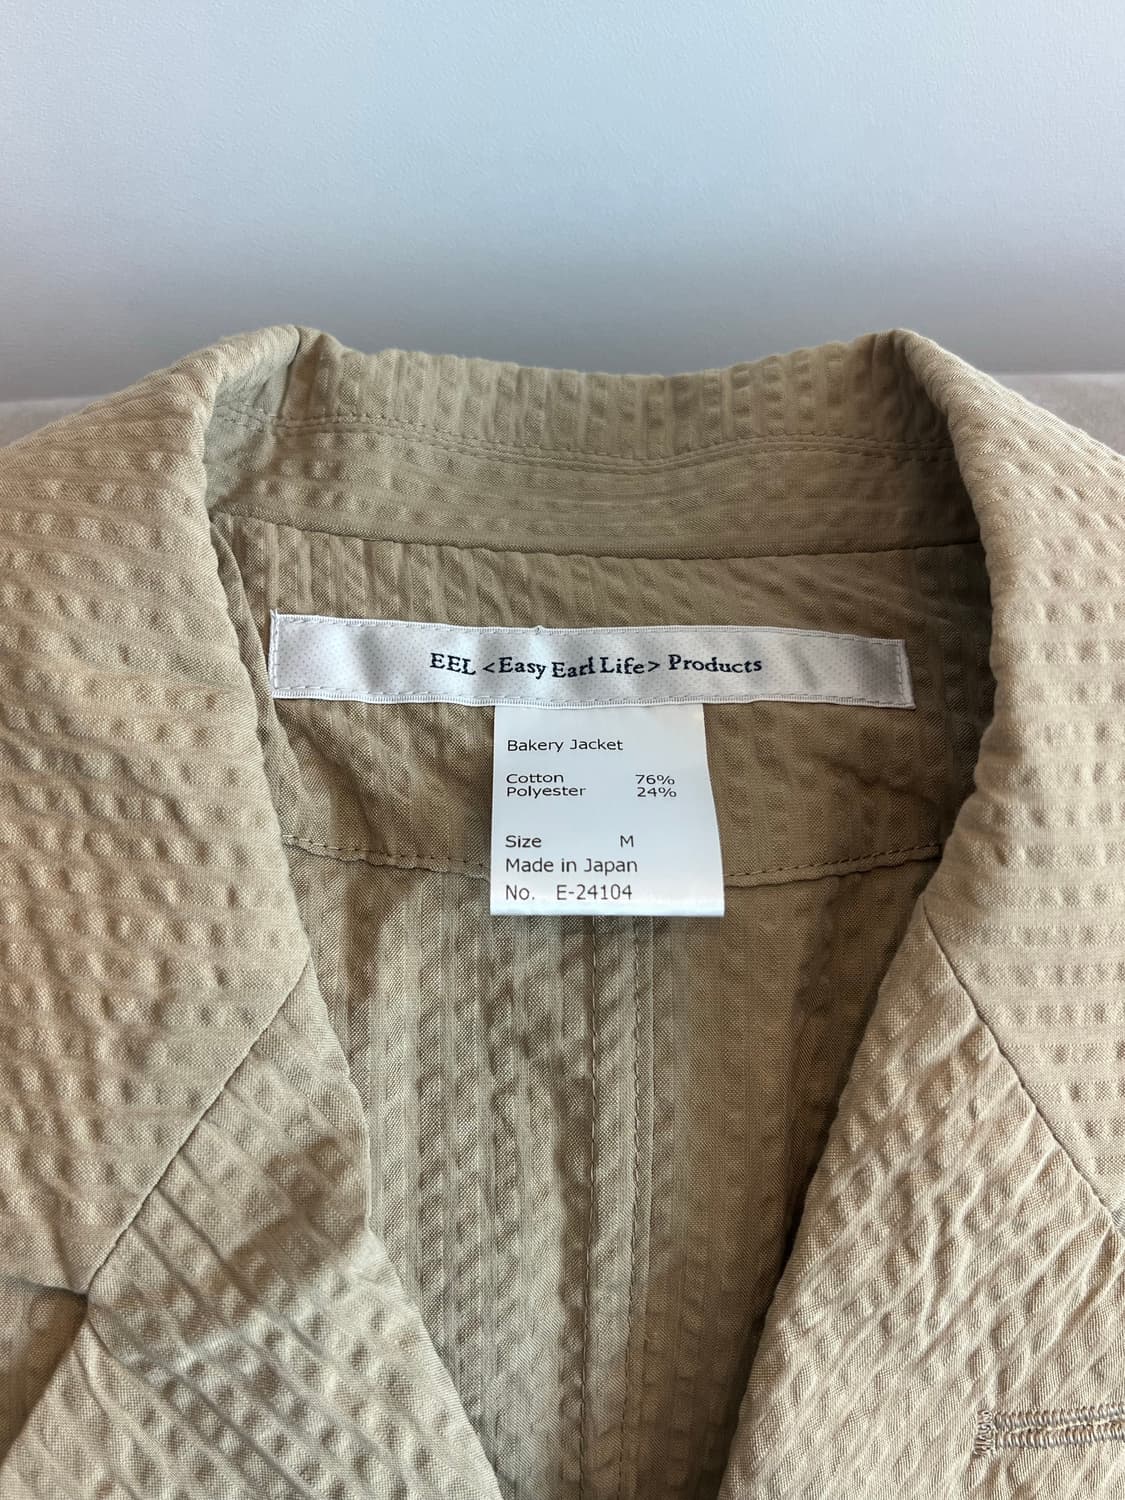 EEL <Easy Earl Life> Products
Bakery Jacket
Cotton 76%
Polyester 24%
Size M
Made in Japan
No. E-24104